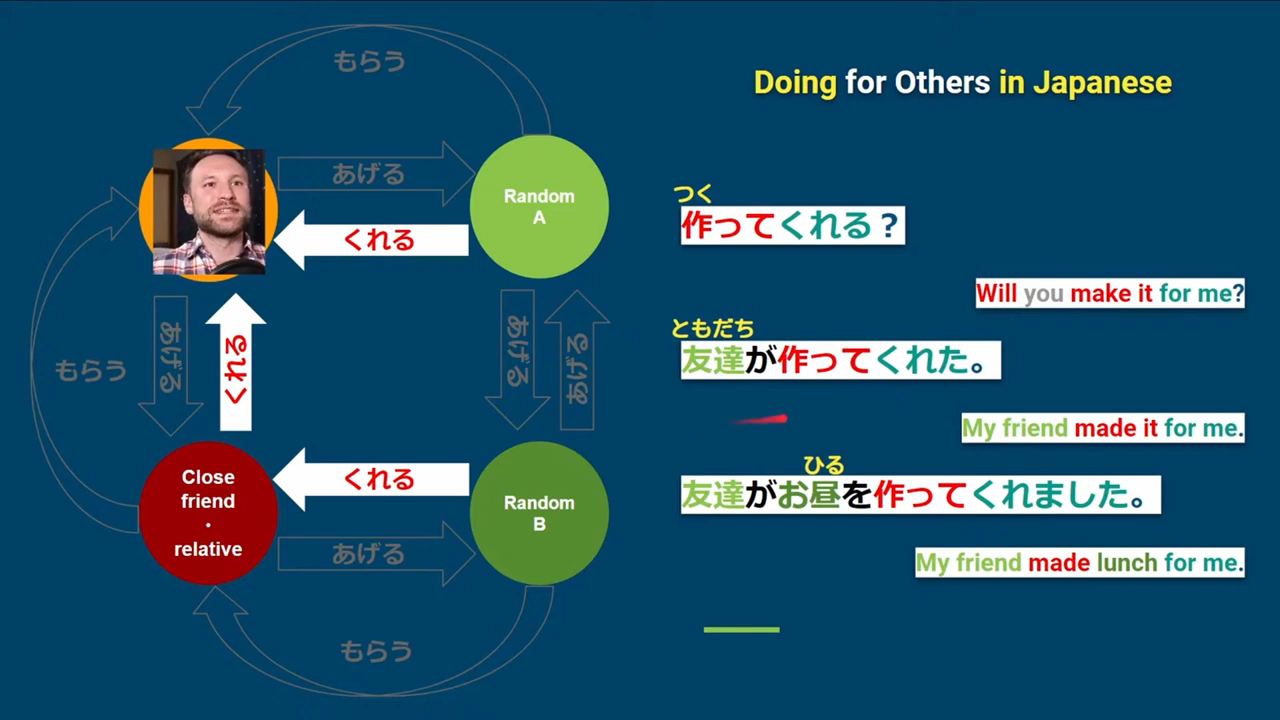 もらう
Doing for Others in Japanese
あげる
Random
A
くれる
つく
作ってくれる？
Will you make it for me?
ともだち
友達が作ってくれた。
My friend made it for me.
あげる
くれる
もらう
あげる
あげる
ひる
友達がお昼を作ってくれました。
My friend made lunch for me.
Close
friend
・
relative
くれる
Random
B
あげる
もらう